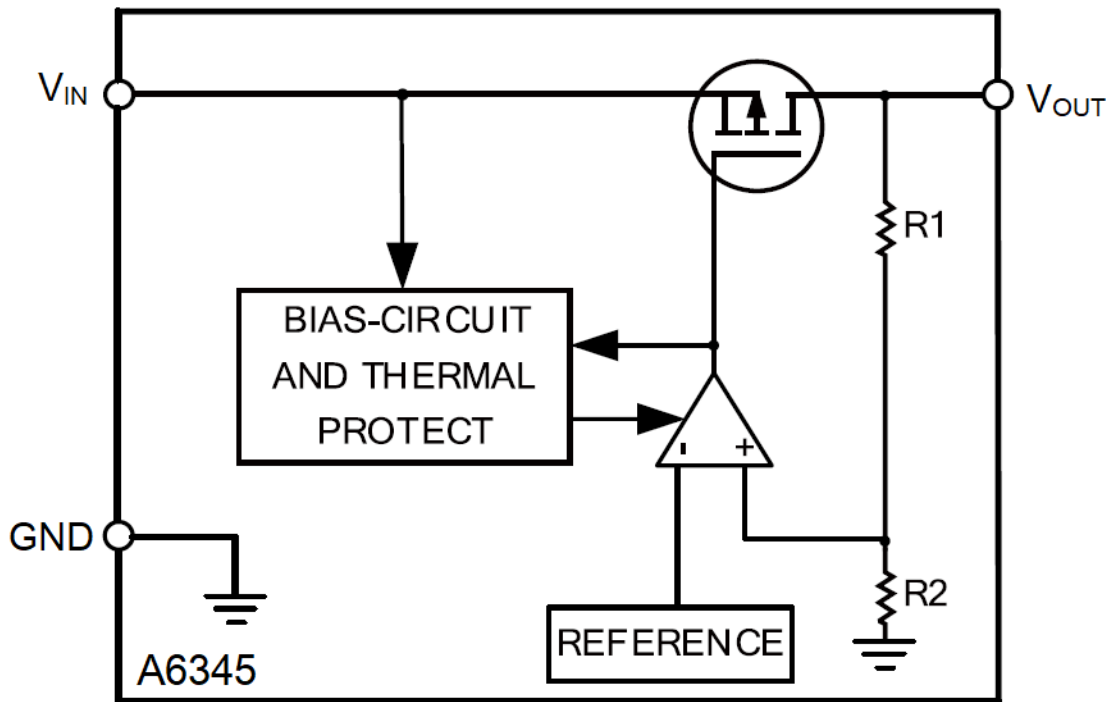 VIN
VOUT
R1
BIAS-CIRCUIT
AND THERMAL
PROTECT
- +
GND
R2
REFERENCE
A6345